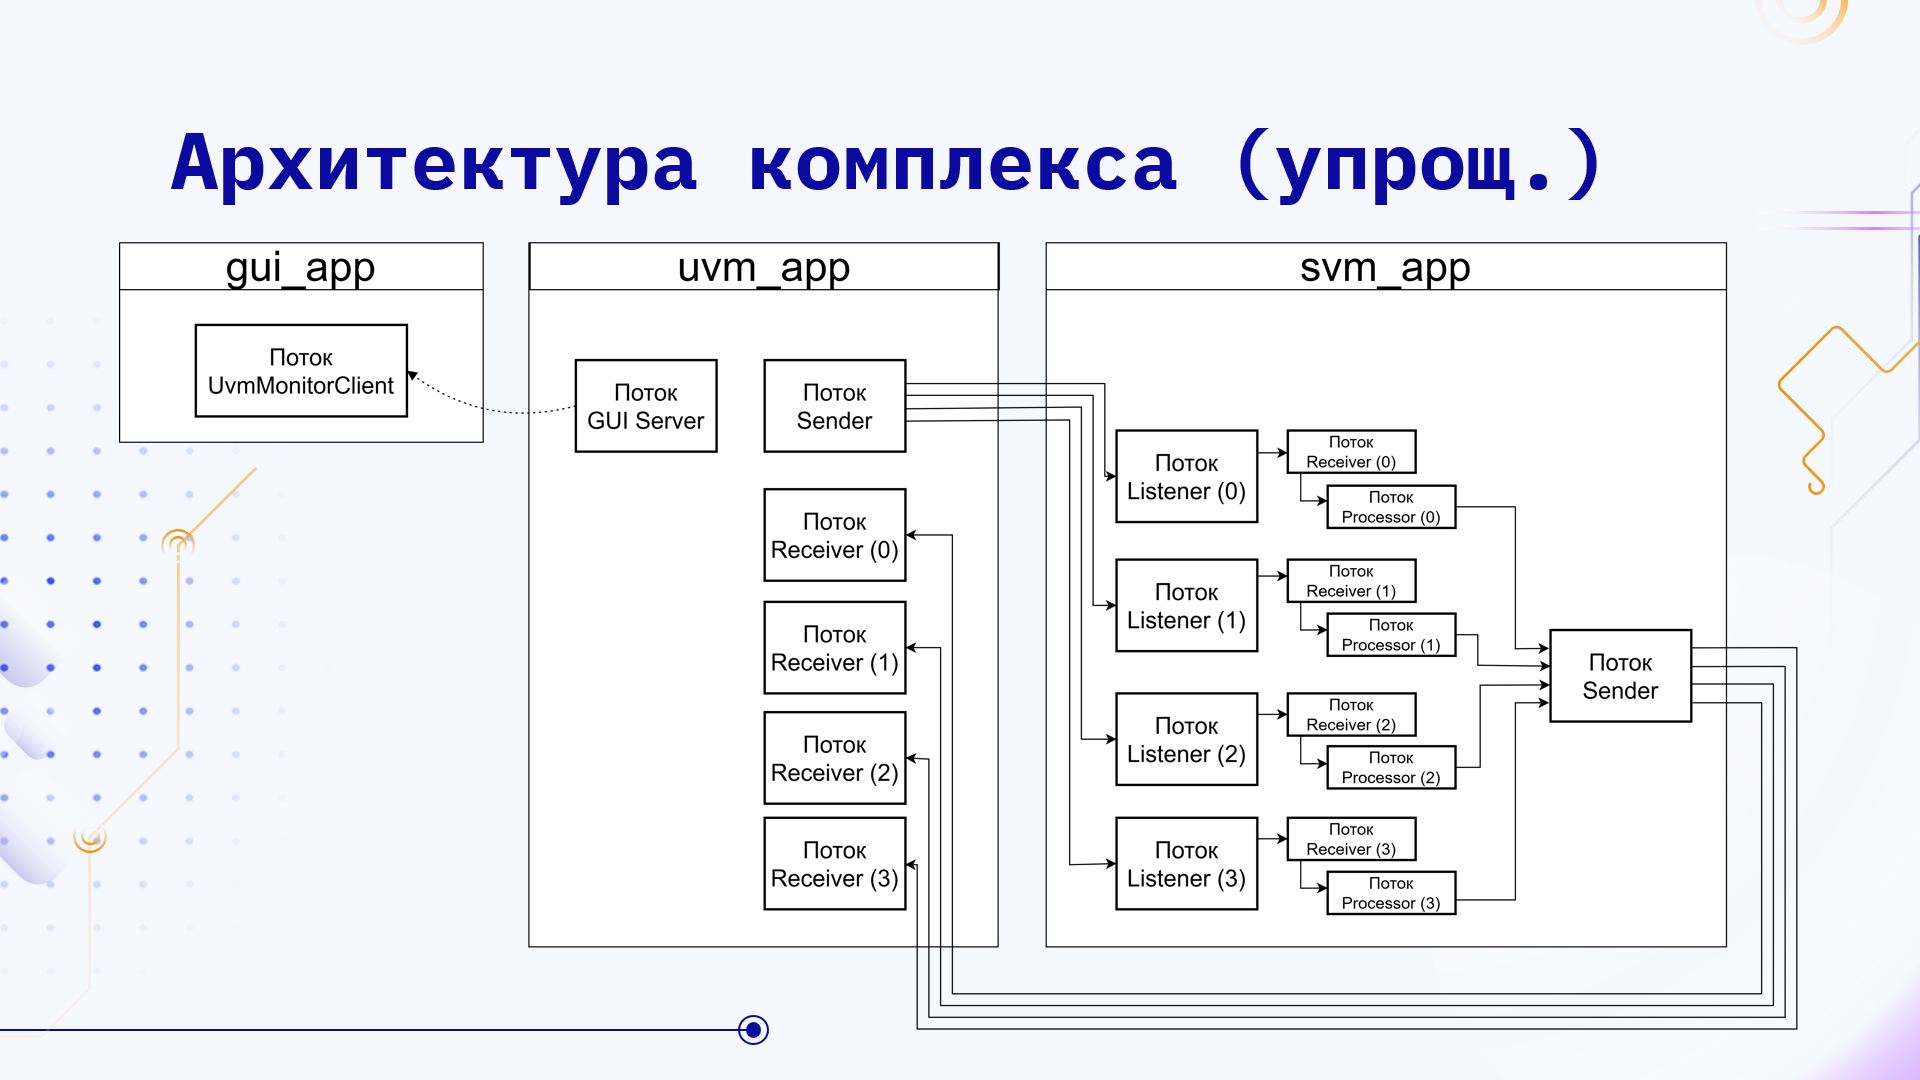 Архитектура комплекса (упрощ.)
gui_app
Поток
UvmMonitorClient
uvm_app
Поток
GUI Server
Поток
Sender
Поток
Receiver (0)
Поток
Receiver (1)
Поток
Receiver (2)
Поток
Receiver (3)
svm_app
Поток
Listener (0)
Поток
Receiver (0)
Поток
Processor (0)
Поток
Listener (1)
Поток
Receiver (1)
Поток
Processor (1)
Поток
Listener (2)
Поток
Receiver (2)
Поток
Processor (2)
Поток
Listener (3)
Поток
Receiver (3)
Поток
Processor (3)
Поток
Sender